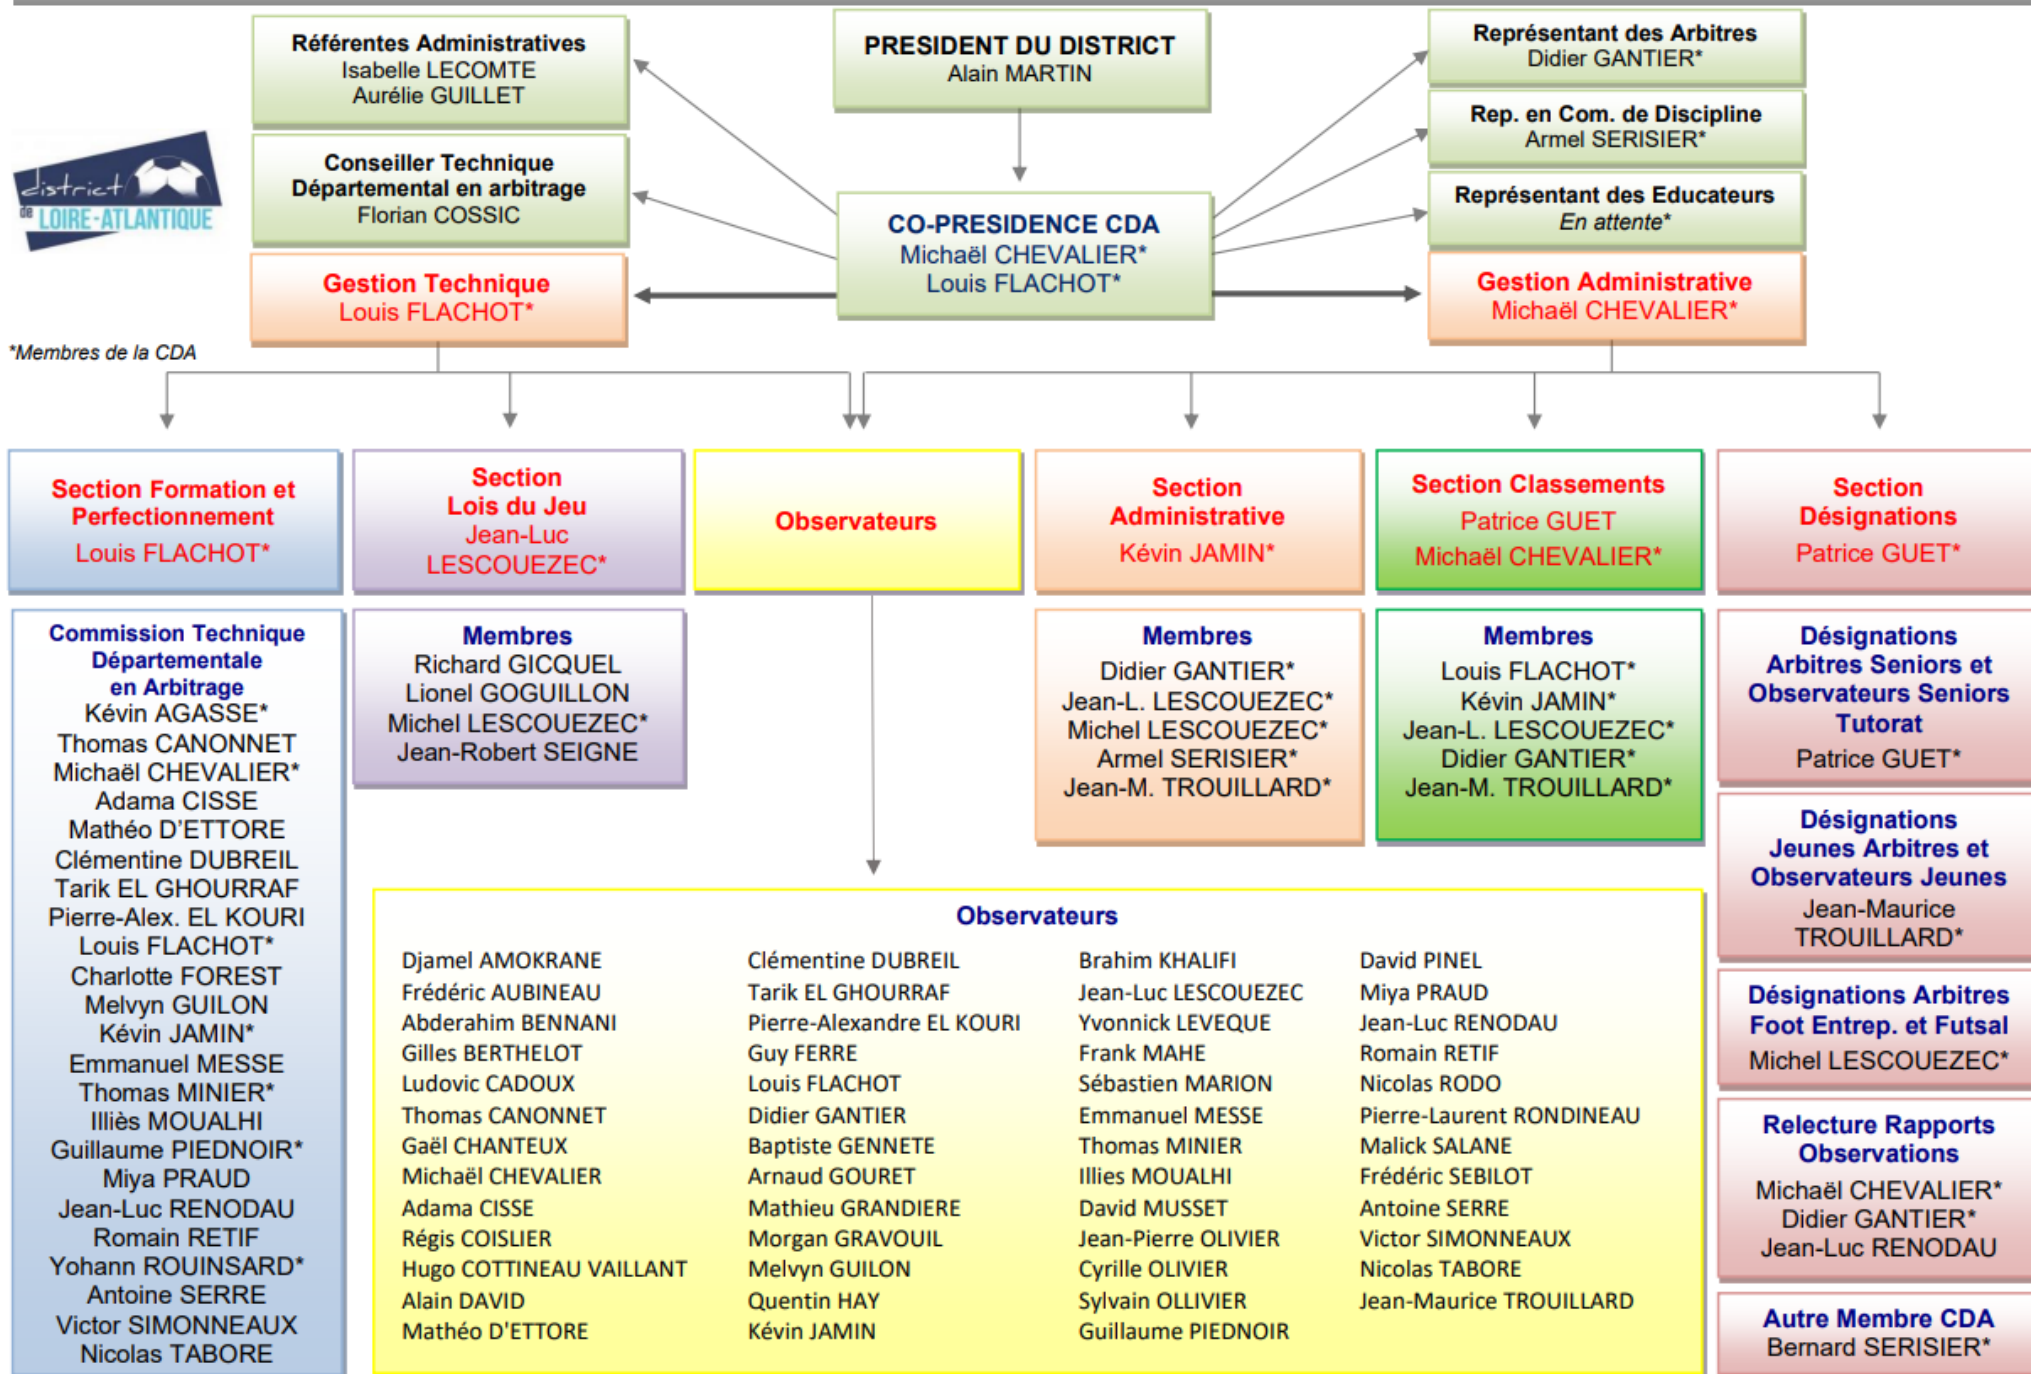 Référentes Administratives
Isabelle LECOMTE
Aurélie GUILLET
PRESIDENT DU DISTRICT
Alain MARTIN
Représentant des Arbitres
Didier GANTIER*
Rep. en Com. de Discipline
Armel SERISIER*
district
de LOIRE-ATLANTIQUE
Conseiller Technique
Départemental en arbitrage
Florian COSSIC
CO-PRESIDENCE CDA
Michaël CHEVALIER*
Louis FLACHOT*
Représentant des Educateurs
En attente*
Gestion Technique
Louis FLACHOT*
Gestion Administrative
Michaël CHEVALIER*
*Membres de la CDA
Section Formation et
Perfectionnement
Louis FLACHOT*
Section
Lois du Jeu
Jean-Luc
LESCOUEZEC*
Observateurs
Section
Administrative
Kévin JAMIN*
Section Classements
Patrice GUET
Michaël CHEVALIER*
Section
Désignations
Patrice GUET*
Commission Technique
Départementale
en Arbitrage
Kévin AGASSE*
Thomas CANONNET
Michaël CHEVALIER*
Adama CISSE
Mathéo D'ETTORE
Clémentine DUBREIL
Tarik EL GHOURRAF
Pierre-Alex. EL KOURI
Louis FLACHOT*
Charlotte FOREST
Melvyn GUILON
Kévin JAMIN*
Emmanuel MESSE
Thomas MINIER*
Illiès MOUALHI
Guillaume PIEDNOIR*
Miya PRAUD
Jean-Luc RENODAU
Romain RETIF
Yohann ROUINSARD*
Antoine SERRE
Victor SIMONNEAUX
Nicolas TABORE
Membres
Richard GICQUEL
Lionel GOGUILLON
Michel LESCOUEZEC*
Jean-Robert SEIGNE
Membres
Didier GANTIER*
Jean-L. LESCOUEZEC*
Michel LESCOUEZEC*
Armel SERISIER*
Jean-M. TROUILLARD*
Membres
Louis FLACHOT*
Kévin JAMIN*
Jean-L. LESCOUEZEC*
Didier GANTIER*
Jean-M. TROUILLARD*
Désignations
Arbitres Seniors et
Observateurs Seniors
Tutorat
Patrice GUET*
Désignations
Jeunes Arbitres et
Observateurs Jeunes
Jean-Maurice
TROUILLARD*
Désignations Arbitres
Foot Entrep. et Futsal
Michel LESCOUEZEC*
Relecture Rapports
Observations
Michaël CHEVALIER*
Didier GANTIER*
Jean-Luc RENODAU
Autre Membre CDA
Bernard SERISIER*
Observateurs
Djamel AMOKRANE
Frédéric AUBINEAU
Abderahim BENNANI
Gilles BERTHELOT
Ludovic CADOUX
Thomas CANONNET
Gaël CHANTEUX
Michaël CHEVALIER
Adama CISSE
Régis COISLIER
Hugo COTTINEAU VAILLANT
Alain DAVID
Mathéo D'ETTORE
Clémentine DUBREIL
Tarik EL GHOURRAF
Pierre-Alexandre EL KOURI
Guy FERRE
Louis FLACHOT
Didier GANTIER
Baptiste GENNETE
Arnaud GOURET
Mathieu GRANDIERE
Morgan GRAVOUIL
Melvyn GUILON
Quentin HAY
Kévin JAMIN
Brahim KHALIFI
Jean-Luc LESCOUEZEC
Yvonnick LEVEQUE
Frank MAHE
Sébastien MARION
Emmanuel MESSE
Thomas MINIER
Illies MOUALHI
David MUSSET
Jean-Pierre OLIVIER
Cyrille OLIVIER
Sylvain OLLIVIER
Guillaume PIEDNOIR
David PINEL
Miya PRAUD
Jean-Luc RENODAU
Romain RETIF
Nicolas RODO
Pierre-Laurent RONDINEAU
Malick SALANE
Frédéric SEBILOT
Antoine SERRE
Victor SIMONNEAUX
Nicolas TABORE
Jean-Maurice TROUILLARD